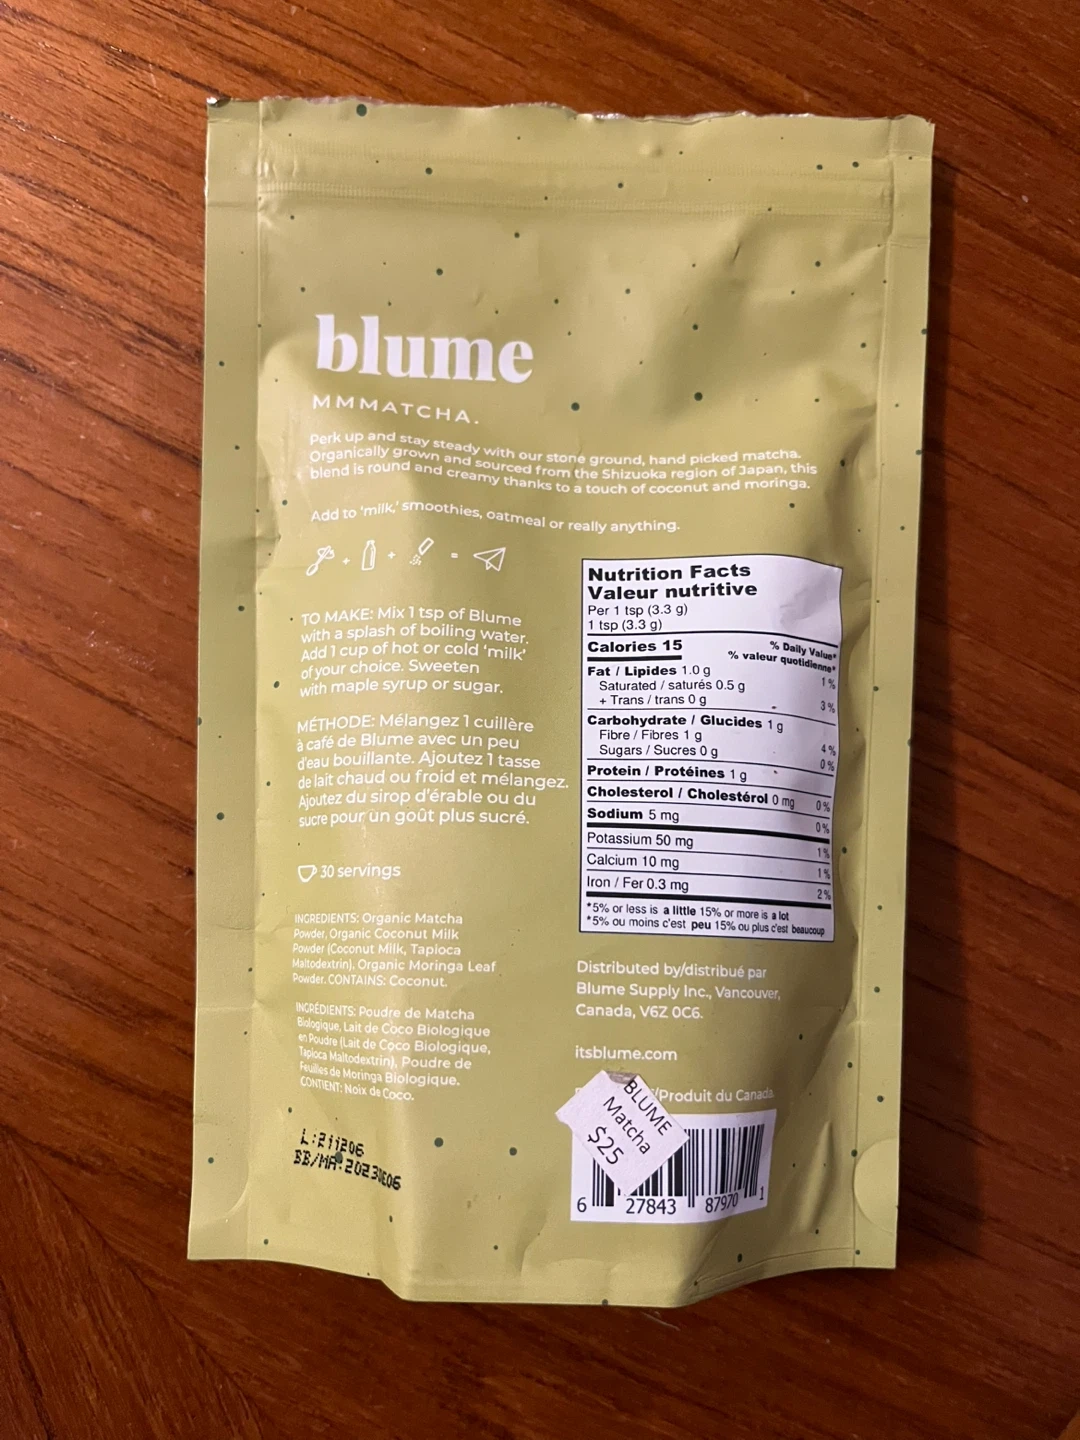 blume
MMMATCHA.
Perk up and stay steady with our stone ground, hand picked matcha.
Organically grown and sourced from the Shizuoka region of Japan, this
blend is round and creamy thanks to a touch of coconut and moringa.
Add to 'milk,' smoothies, oatmeal or really anything.
+ + =
TO MAKE: Mix 1 tsp of Blume
with a splash of boiling water.
Add 1 cup of hot or cold 'milk'
of your choice. Sweeten
with maple syrup or sugar.
MÉTHODE: Mélangez 1 cuillère
à café de Blume avec un peu
d'eau bouillante. Ajoutez 1 tasse
de lait chaud ou froid et mélangez.
Ajoutez du sirop d'érable ou du
sucre pour un goût plus sucré.
30 servings
INGREDIENTS: Organic Matcha
Powder, Organic Coconut Milk
Powder (Coconut Milk, Tapioca
Maltodextrin), Organic Moringa Leaf
Powder. CONTAINS: Coconut.
INGRÉDIENTS: Poudre de Matcha
Biologique, Lait de Coco Biologique
en Poudre (Lait de Coco Biologique,
Tapioca Maltodextrin), Poudre de
Feuilles de Moringa Biologique.
CONTIENT: Noix de Coco.
L:211206
BB/MA:2023DE06
Nutrition Facts
Valeur nutritive
Per 1 tsp (3.3 g)
1 tsp (3.3 g)
Calories 15 % Daily Value*
% valeur quotidienne*
Fat / Lipides 1.0 g 1%
Saturated / saturés 0.5 g
+ Trans / trans 0 g 3%
Carbohydrate / Glucides 1 g
Fibre / Fibres 1 g 4%
Sugars / Sucres 0 g 0%
Protein / Protéines 1 g
Cholesterol / Cholestérol 0 mg 0%
Sodium 5 mg 0%
Potassium 50 mg 1%
Calcium 10 mg 1%
Iron / Fer 0.3 mg 2%
*5% or less is a little 15% or more is a lot
*5% ou moins c'est peu 15% ou plus c'est beaucoup
Distributed by/distribué par
Blume Supply Inc., Vancouver,
Canada, V6Z 0C6.
itsblume.com
/Produit du Canada
BLUME
Matcha
$25
6 27843 87970 1